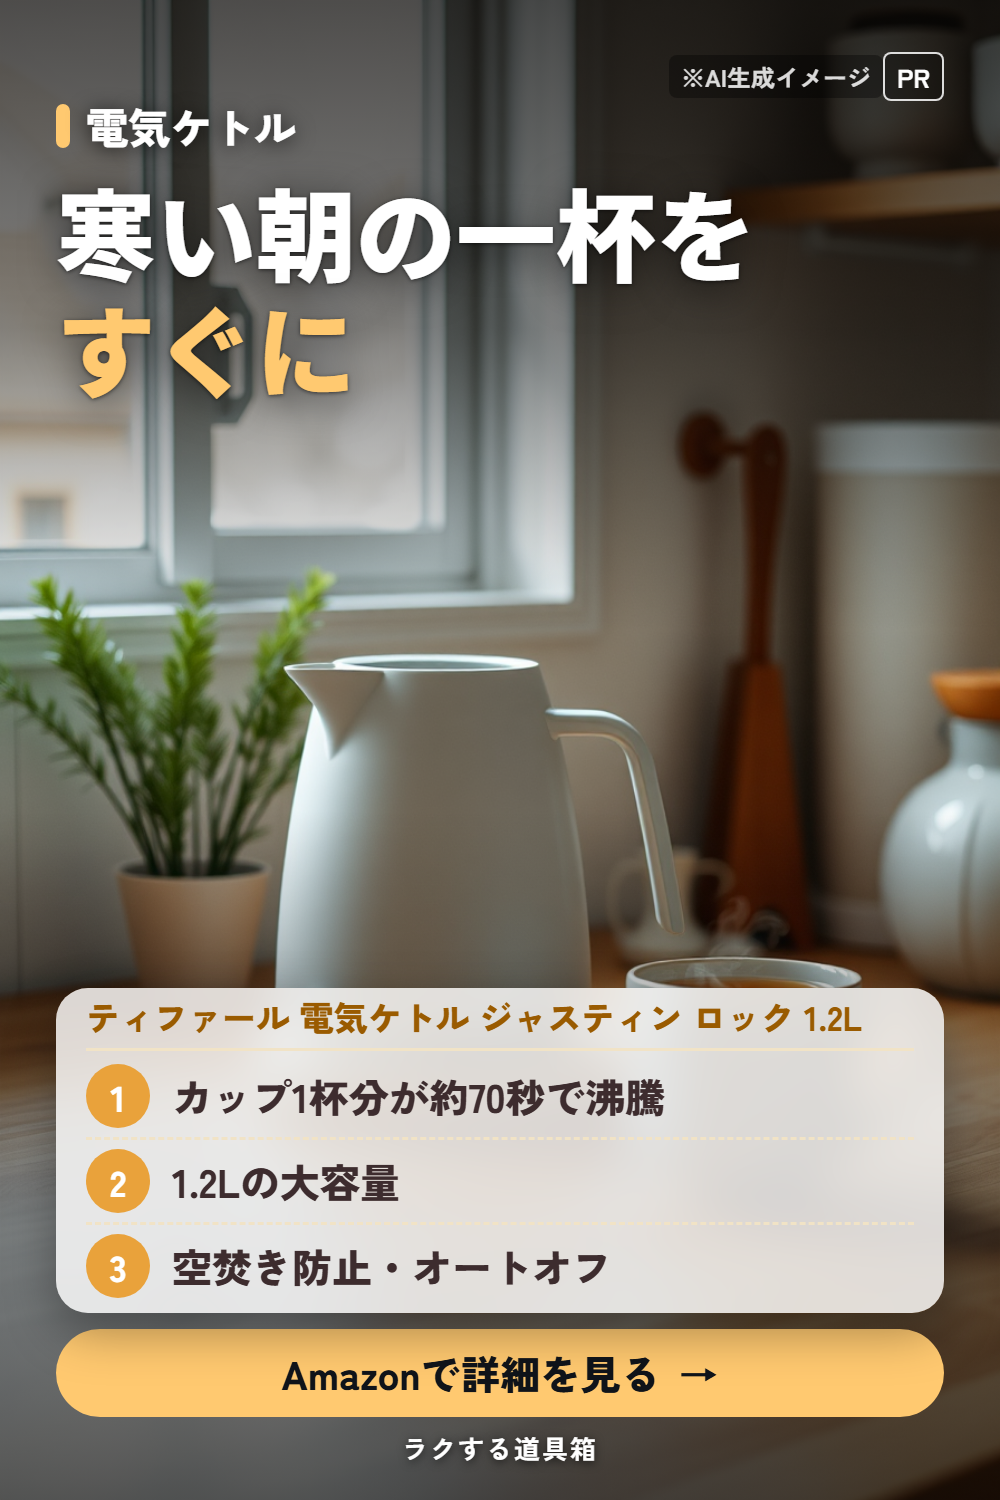 ※AI生成イメージ PR
電気ケトル
寒い朝の一杯を
すぐに
ティファール 電気ケトル ジャスティン ロック 1.2L
1 カップ1杯分が約70秒で沸騰
2 1.2Lの大容量
3 空焚き防止・オートオフ
Amazonで詳細を見る →
ラクする道具箱